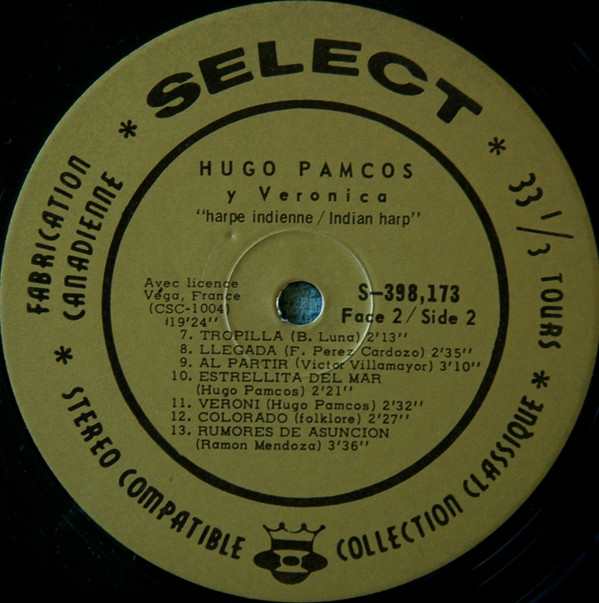 * SELECT *
33 1/3 TOURS *
FABRICATION
CANADIENNE
* STEREO COMPATIBLE
COLLECTION CLASSIQUE
HUGO PAMCOS
y Veronica
"harpe indienne / Indian harp"
Avec licence
Véga, France
(CSC-1004)
(19'24''
S-398,173
Face 2 / Side 2
7. TROPILLA (B. Luna) 2'13''
8. LLEGADA (F. Perez Cardozo) 2'35''
9. AL PARTIR (Victor Villamayor) 3'10''
10. ESTRELLITA DEL MAR
(Hugo Pamcos) 2'21''
11. VERONI (Hugo Pamcos) 2'32''
12. COLORADO (folklore) 2'27''
13. RUMORES DE ASUNCION
(Ramon Mendoza) 3'36''